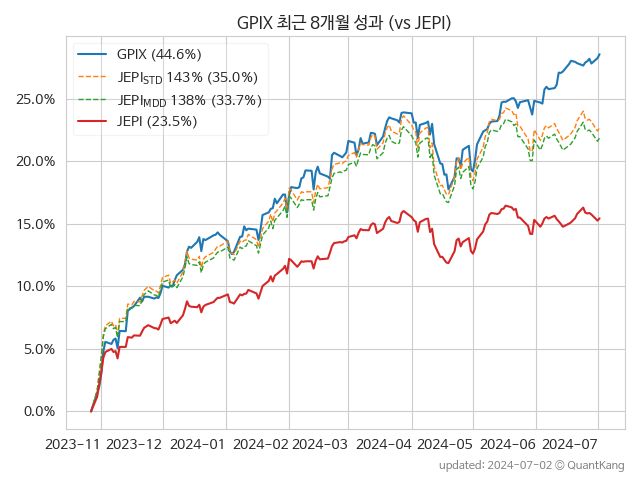 GPIX 최근 8개월 성과 (vs JEPI)
GPIX (44.6%)
JEPI_STD 143% (35.0%)
JEPI_MDD 138% (33.7%)
JEPI (23.5%)
25.0%
20.0%
15.0%
10.0%
5.0%
0.0%
2023-11 2023-12 2024-01 2024-02 2024-03 2024-04 2024-05 2024-06 2024-07
updated: 2024-07-02 © QuantKang